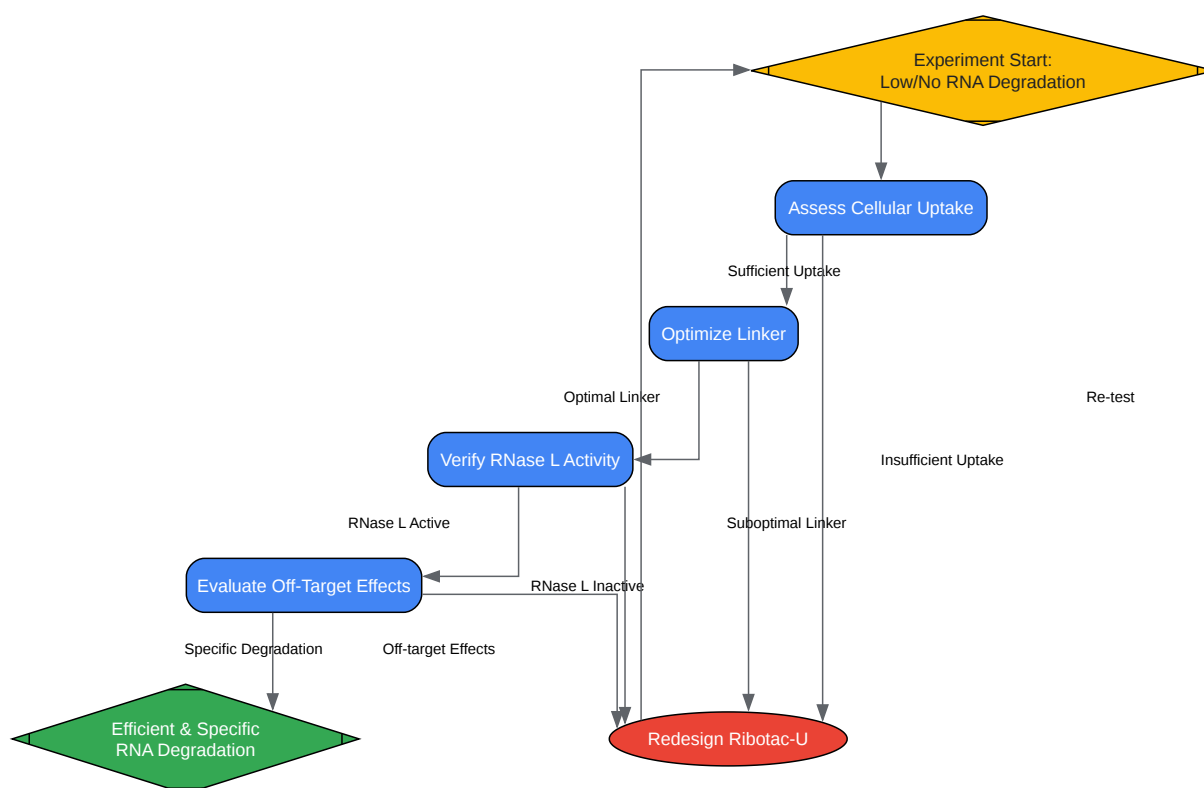 Experiment Start:
Low/No RNA Degradation
Assess Cellular Uptake
Sufficient Uptake
Optimize Linker
Optimal Linker
Re-test
Verify RNase L Activity
Insufficient Uptake
RNase L Active
Suboptimal Linker
Evaluate Off-Target Effects
RNase L Inactive
Specific Degradation
Off-target Effects
Efficient & Specific
RNA Degradation
Redesign Ribotac-U